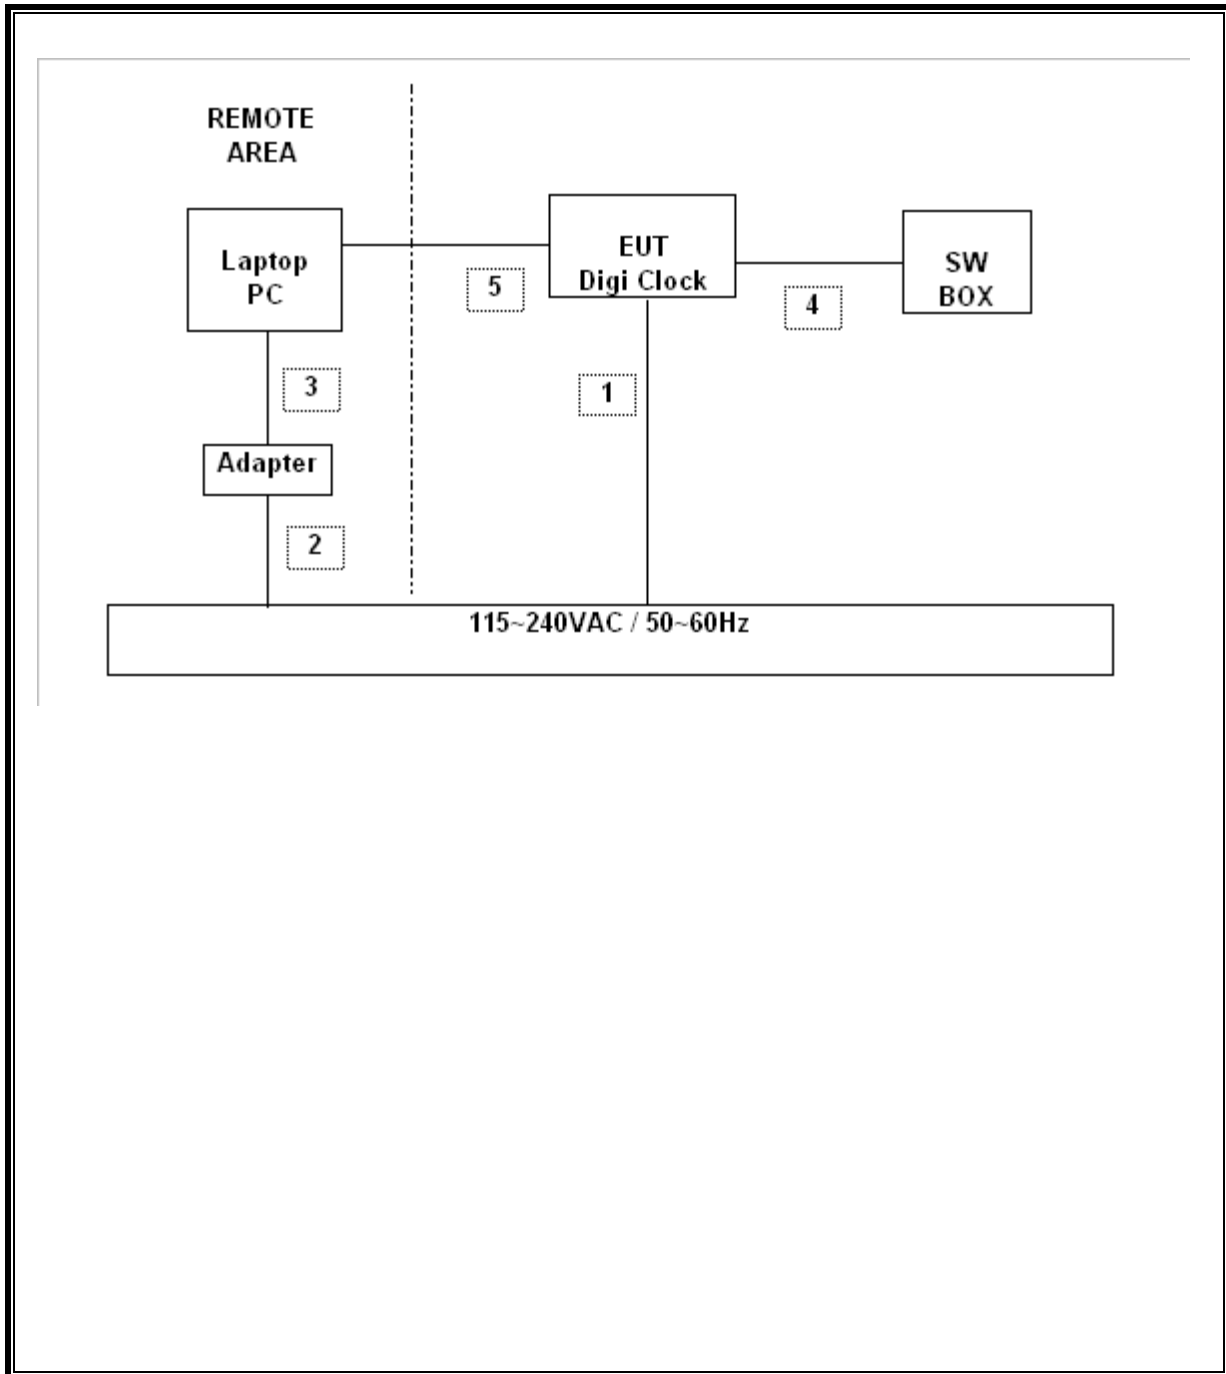 REMOTE
AREA
Laptop
PC
5
EUT
Digi Clock
4
SW
BOX
3
1
Adapter
2
115~240VAC / 50~60Hz